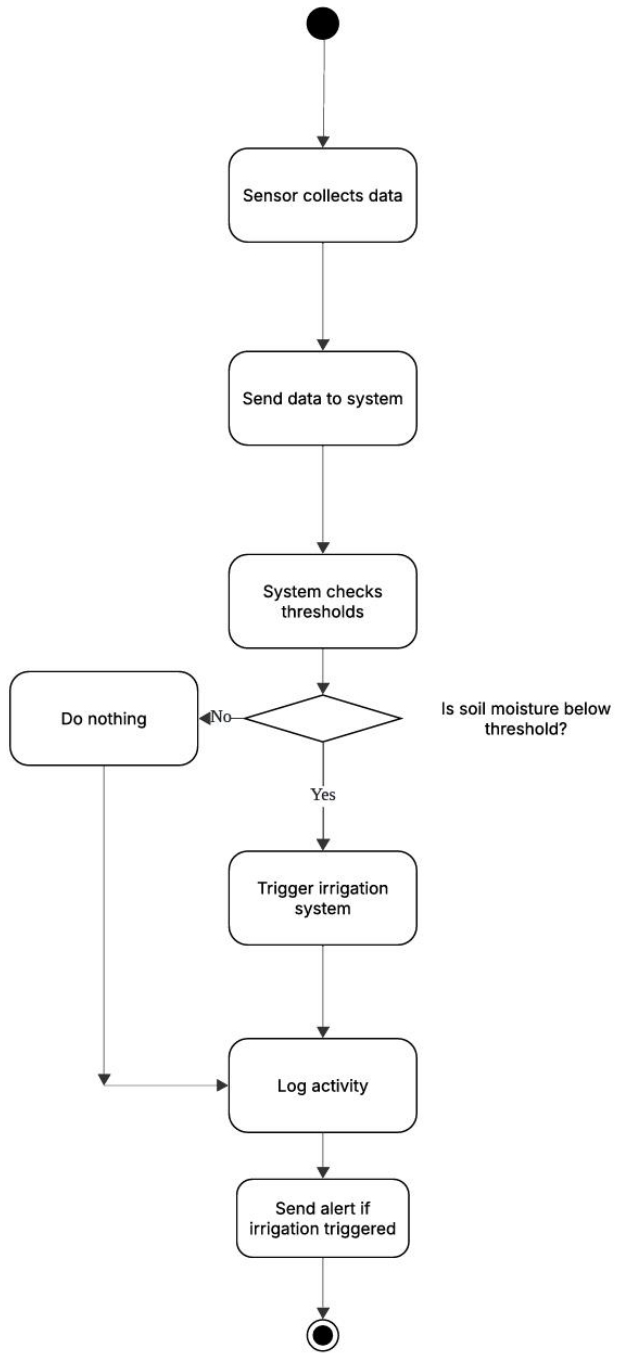 Sensor collects data
Send data to system
System checks
thresholds
Do nothing
No
Is soil moisture below
threshold?
Yes
Trigger irrigation
system
Log activity
Send alert if
irrigation triggered